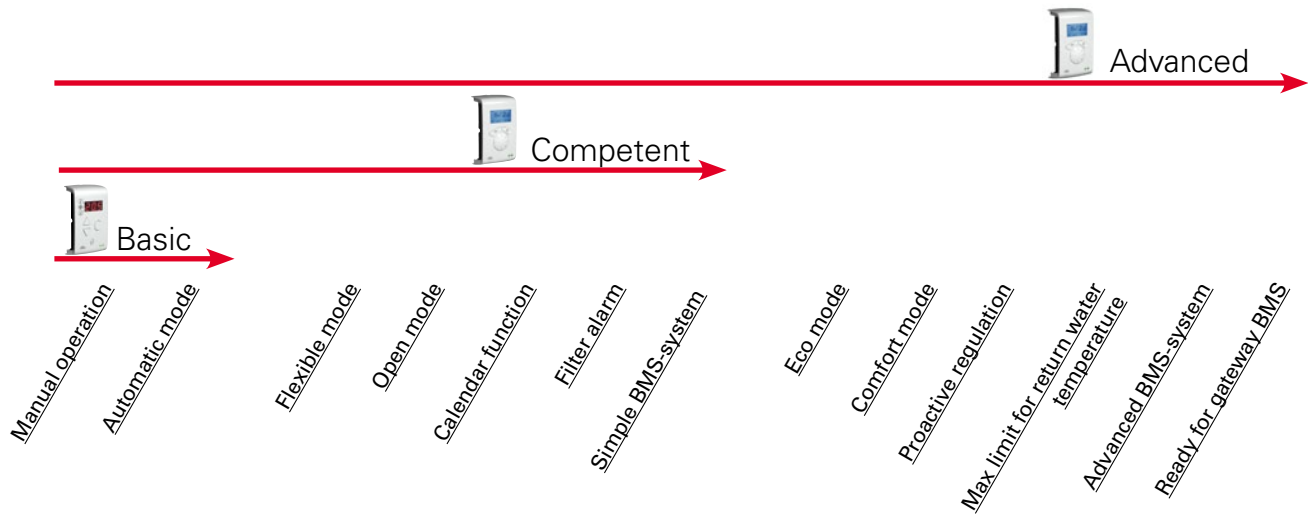 Advanced
Competent
Basic
Manual operation
Automatic mode
Flexible mode
Open mode
Calendar function
Filter alarm
Simple BMS-system
Eco mode
Comfort mode
Proactive regulation
Max limit for return water
temperature
Advanced BMS-system
Ready for gateway BMS